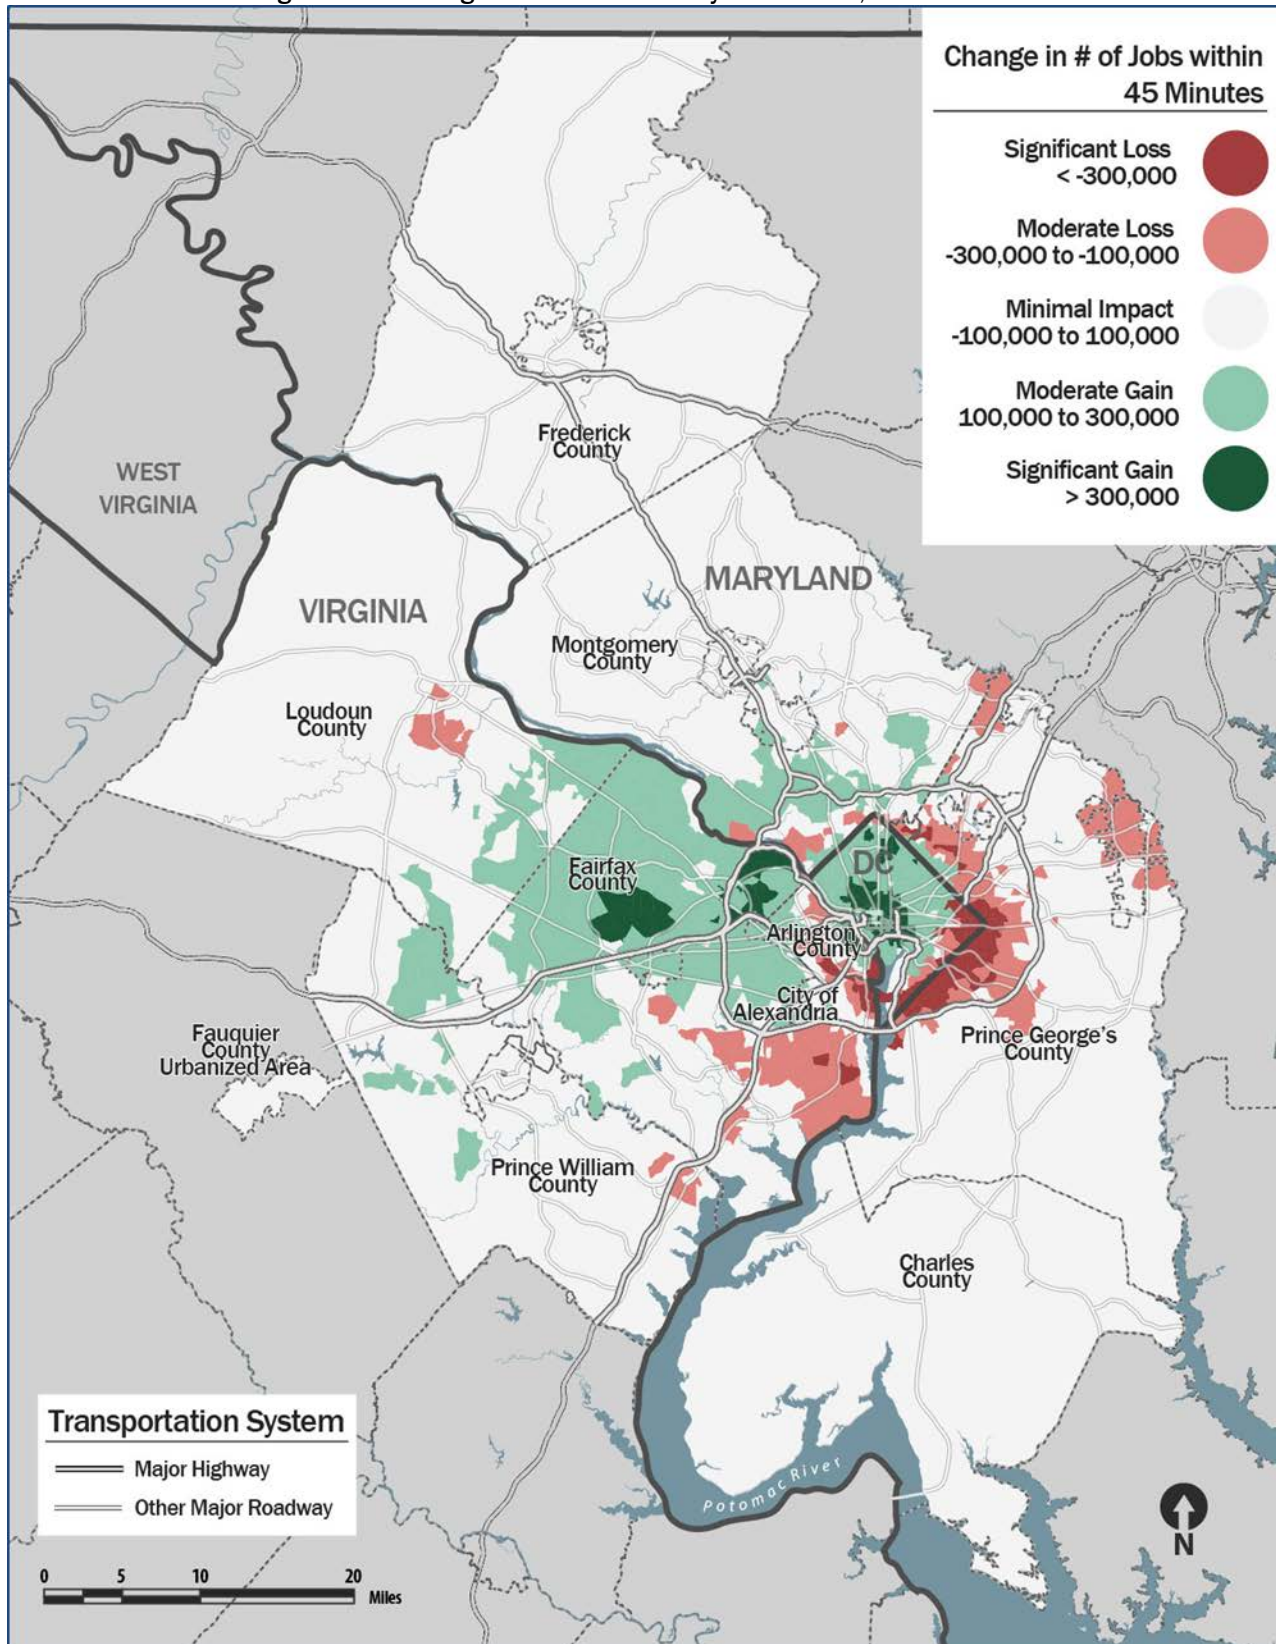 Change in # of Jobs within
45 Minutes
Significant Loss
< -300,000
Moderate Loss
-300,000 to -100,000
Minimal Impact
-100,000 to 100,000
Moderate Gain
100,000 to 300,000
Significant Gain
> 300,000
Frederick
County
WEST
VIRGINIA
MARYLAND
VIRGINIA
Montgomery
County
Loudoun
County
Fairfax
County
DC
Arlington
County
City of
Alexandria
Prince George's
County
Fauquier
County
Urbanized Area
Prince William
County
Charles
County
Potomac River
Transportation System
Major Highway
Other Major Roadway
0 5 10 20
Miles
N